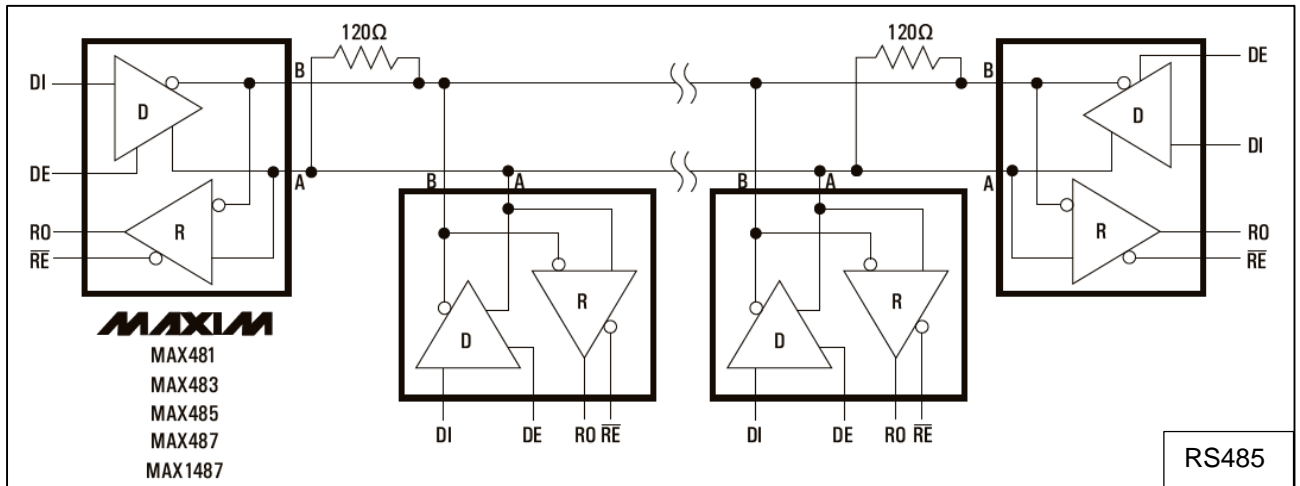 120Ω 120Ω
B B
DI D DE
D DI
DE A B A B A A
RO R R RO
RE RE
R R
D D
MAXIM
MAX481
MAX483
MAX485
MAX487
MAX1487
DI DE RO RE DI DE RO RE
RS485